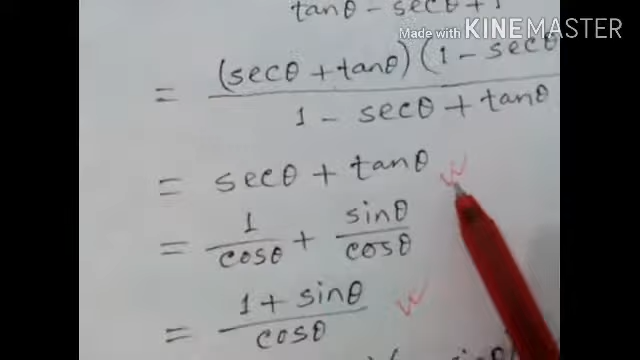 tanθ - secθ + 1
Made with KINEMASTER
= (secθ + tanθ) (1 - secθ
1 - secθ + tanθ
= secθ + tanθ
= 1/cosθ + sinθ/cosθ
= 1 + sinθ/cosθ